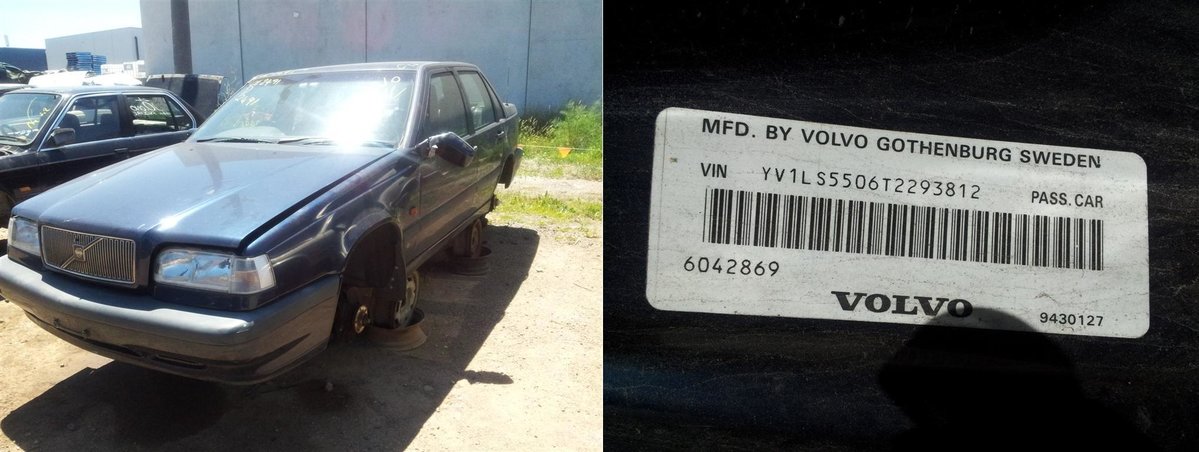 MFD. BY VOLVO GOTHENBURG SWEDEN
VIN YV1LS5506T2293812 PASS. CAR
6042869
VOLVO
9430127